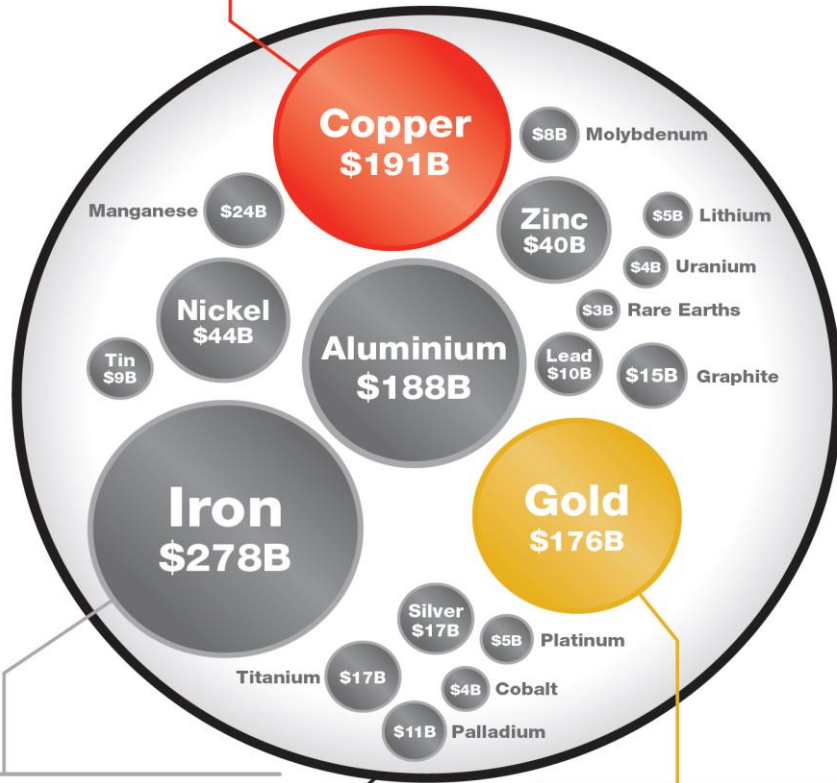 Copper
$191B
$8B Molybdenum
Manganese $24B
Zinc
$40B
$5B Lithium
$4B Uranium
Nickel
$44B
$3B Rare Earths
Aluminium
$188B
Tin
$9B
Lead
$10B
$15B Graphite
Iron
$278B
Gold
$176B
Silver
$17B
$5B Platinum
Titanium $17B
$4B Cobalt
$11B Palladium